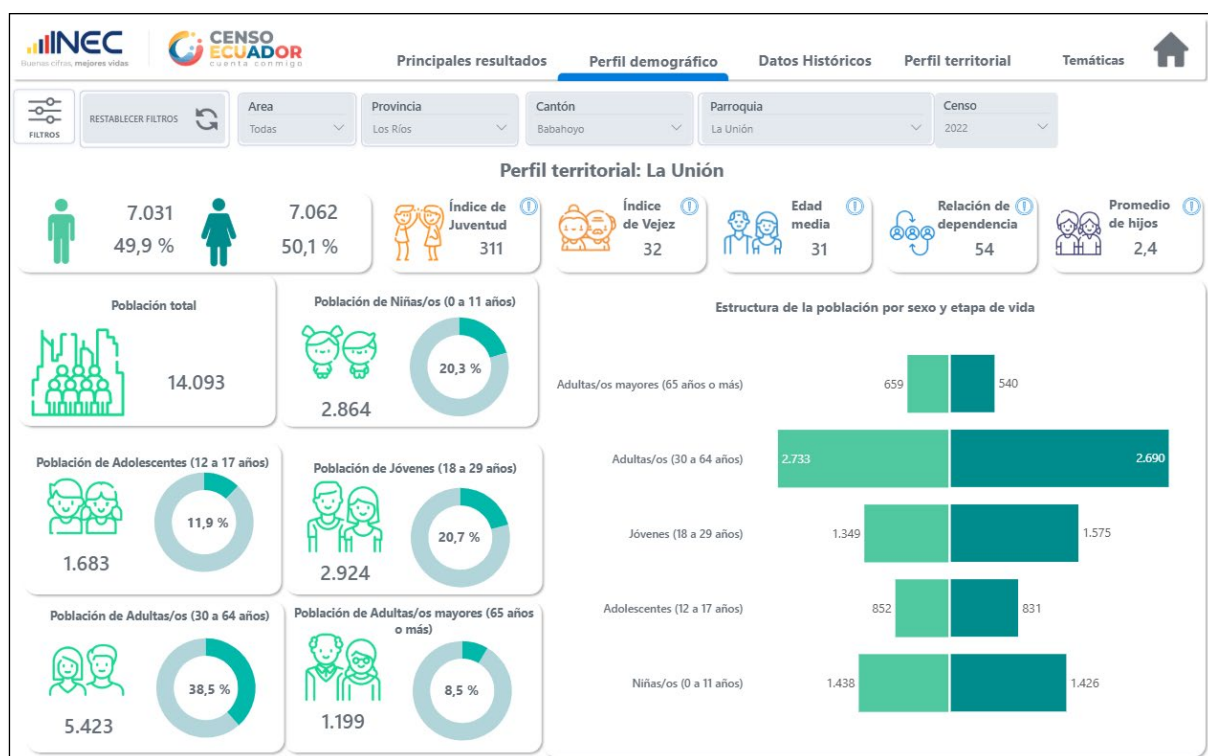 INEC
Buenas cifras, mejores vidas
CENSO
ECUADOR
cuenta conmigo
Principales resultados
Perfil demográfico
Datos Históricos
Perfil territorial
Temáticas
FILTROS
RESTABLECER FILTROS
Area
Todas
Provincia
Los Ríos
Cantón
Babahoyo
Parroquia
La Unión
Censo
2022
Perfil territorial: La Unión
7.031
49,9 %
7.062
50,1 %
Índice de
Juventud
311
Índice
de Vejez
32
Edad
media
31
Relación de
dependencia
54
Promedio
de hijos
2,4
Población total
14.093
Población de Niñas/os (0 a 11 años)
20,3 %
2.864
Población de Adolescentes (12 a 17 años)
11,9 %
1.683
Población de Jóvenes (18 a 29 años)
20,7 %
2.924
Población de Adultas/os (30 a 64 años)
38,5 %
5.423
Población de Adultas/os mayores (65 años
o más)
8,5 %
1.199
Estructura de la población por sexo y etapa de vida
Adultas/os mayores (65 años o más) 659 540
Adultas/os (30 a 64 años) 2.733 2.690
Jóvenes (18 a 29 años) 1.349 1.575
Adolescentes (12 a 17 años) 852 831
Niñas/os (0 a 11 años) 1.438 1.426